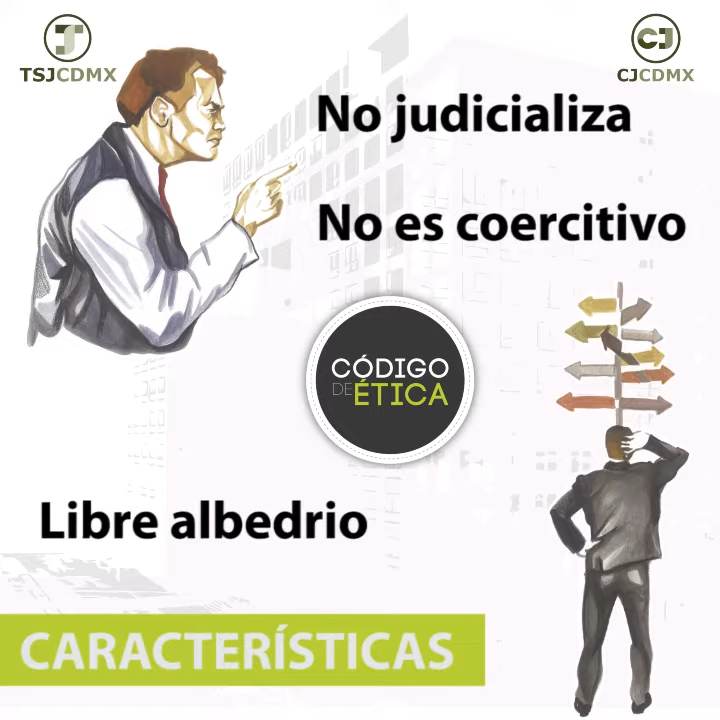 TSJCDMX
CJCDMX
No judicializa
No es coercitivo
CÓDIGO
DE ÉTICA
Libre albedrio
CARACTERÍSTICAS